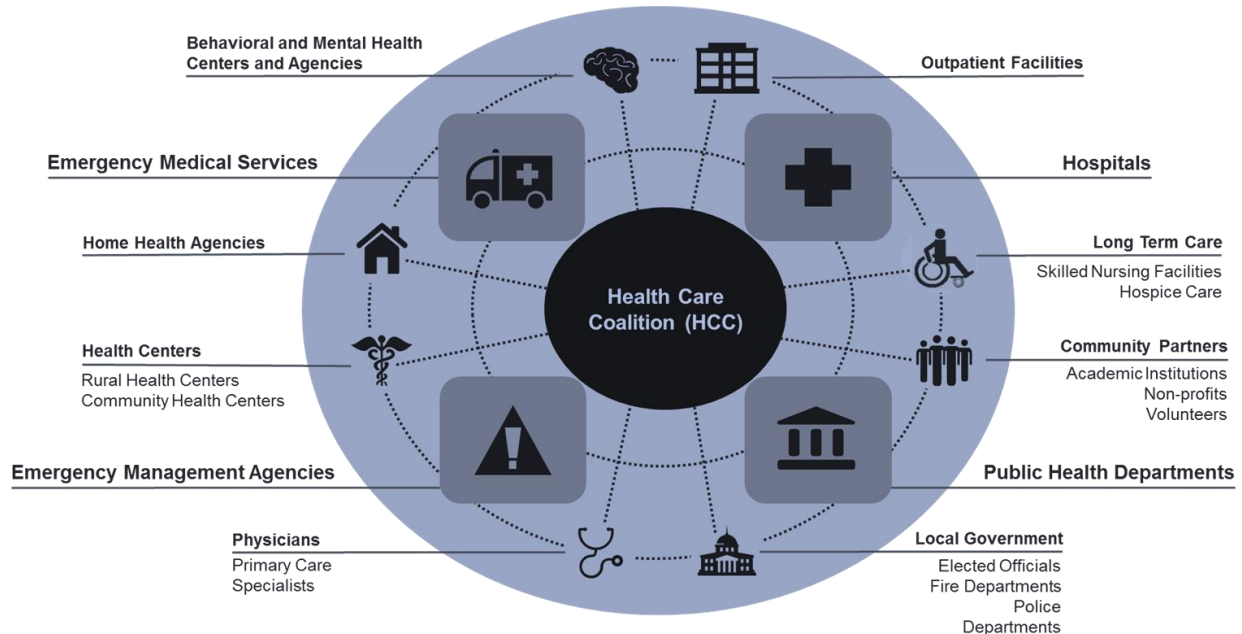 Behavioral and Mental Health
Centers and Agencies
Outpatient Facilities
Emergency Medical Services
Hospitals
Home Health Agencies
Long Term Care
Skilled Nursing Facilities
Hospice Care
Health Care
Coalition (HCC)
Health Centers
Rural Health Centers
Community Health Centers
Community Partners
Academic Institutions
Non-profits
Volunteers
Emergency Management Agencies
Public Health Departments
Physicians
Primary Care
Specialists
Local Government
Elected Officials
Fire Departments
Police
Departments